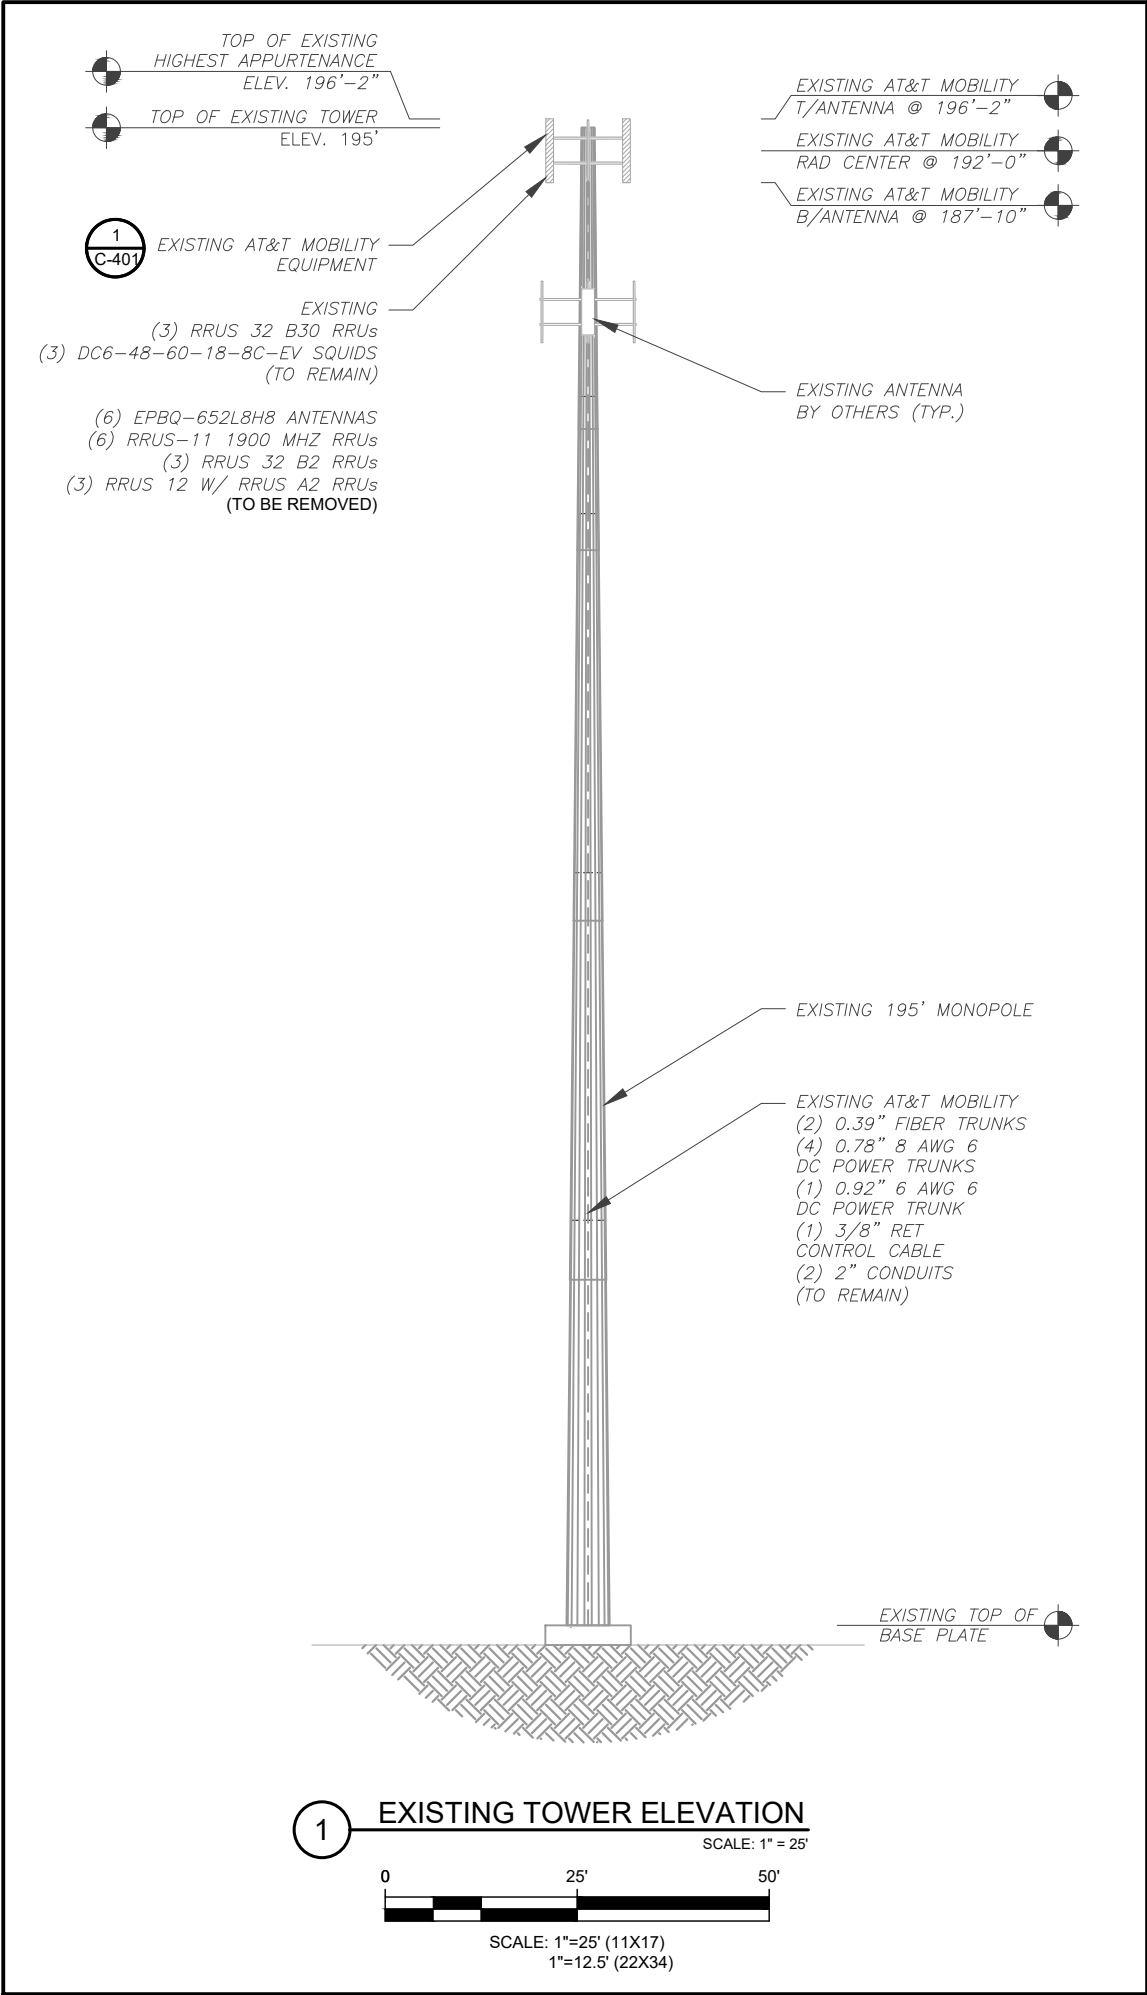 TOP OF EXISTING
HIGHEST APPURTENANCE
ELEV. 196'-2"
TOP OF EXISTING TOWER
ELEV. 195'
EXISTING AT&T MOBILITY
T/ANTENNA @ 196'-2"
EXISTING AT&T MOBILITY
RAD CENTER @ 192'-0"
EXISTING AT&T MOBILITY
B/ANTENNA @ 187'-10"
1
C-401
EXISTING AT&T MOBILITY
EQUIPMENT
EXISTING
(3) RRUS 32 B30 RRUs
(3) DC6-48-60-18-8C-EV SQUIDS
(TO REMAIN)
(6) EPBQ-652L8H8 ANTENNAS
(6) RRUS-11 1900 MHZ RRUs
(3) RRUS 32 B2 RRUs
(3) RRUS 12 W/ RRUS A2 RRUs
(TO BE REMOVED)
EXISTING ANTENNA
BY OTHERS (TYP.)
EXISTING 195' MONOPOLE
EXISTING AT&T MOBILITY
(2) 0.39" FIBER TRUNKS
(4) 0.78" 8 AWG 6
DC POWER TRUNKS
(1) 0.92" 6 AWG 6
DC POWER TRUNK
(1) 3/8" RET
CONTROL CABLE
(2) 2" CONDUITS
(TO REMAIN)
EXISTING TOP OF
BASE PLATE
1
EXISTING TOWER ELEVATION
SCALE: 1" = 25'
0 25' 50'
SCALE: 1"=25' (11X17)
1"=12.5' (22X34)